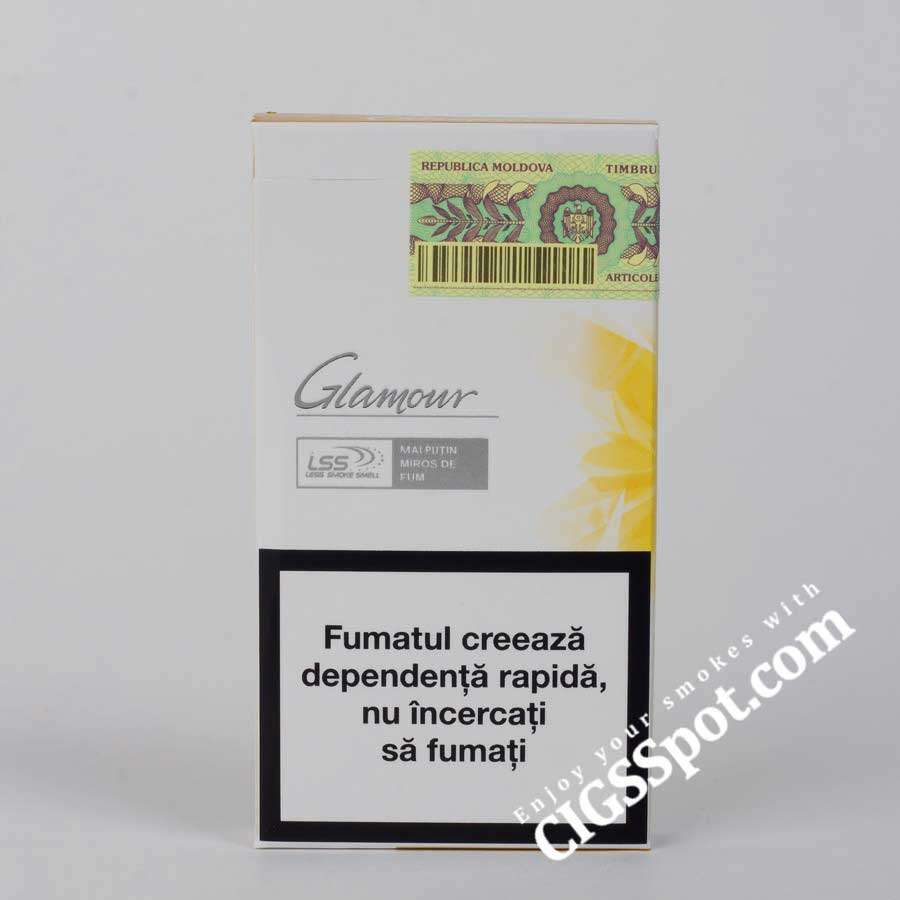 REPUBLICA MOLDOVA TIMBRU
ARTICOLE
Glamour
LSS
LESS SMOKE SMELL
MAI PUTIN
MIROS DE
FUM
Fumatul creează
dependență rapidă,
nu încercați
să fumați
Enjoy your smokes with
CIGSSpot.com